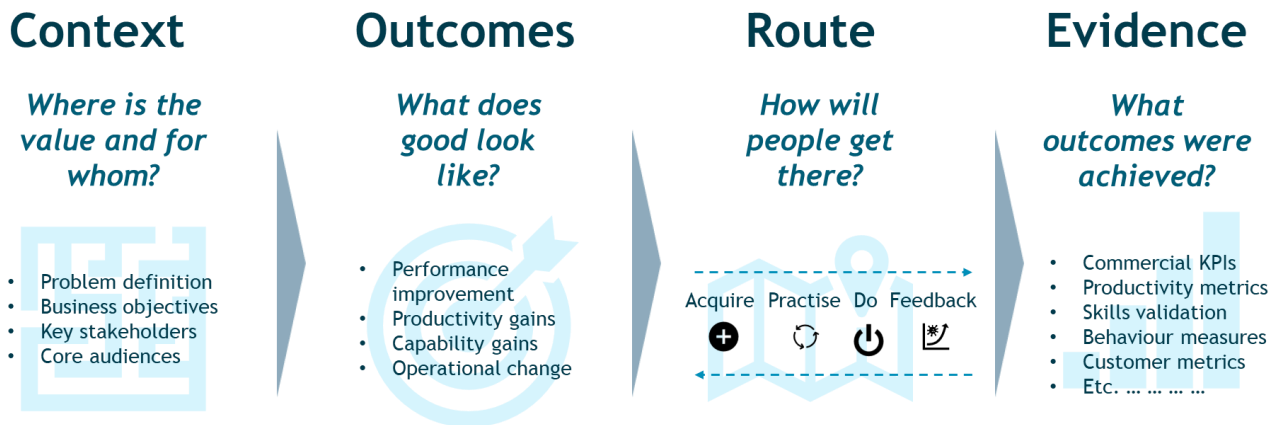 Context
Where is the
value and for
whom?
• Problem definition
• Business objectives
• Key stakeholders
• Core audiences
Outcomes
What does
good look
like?
• Performance
improvement
• Productivity gains
• Capability gains
• Operational change
Route
How will
people get
there?
Acquire Practise Do Feedback
Evidence
What
outcomes were
achieved?
• Commercial KPIs
• Productivity metrics
• Skills validation
• Behaviour measures
• Customer metrics
• Etc. … … … …